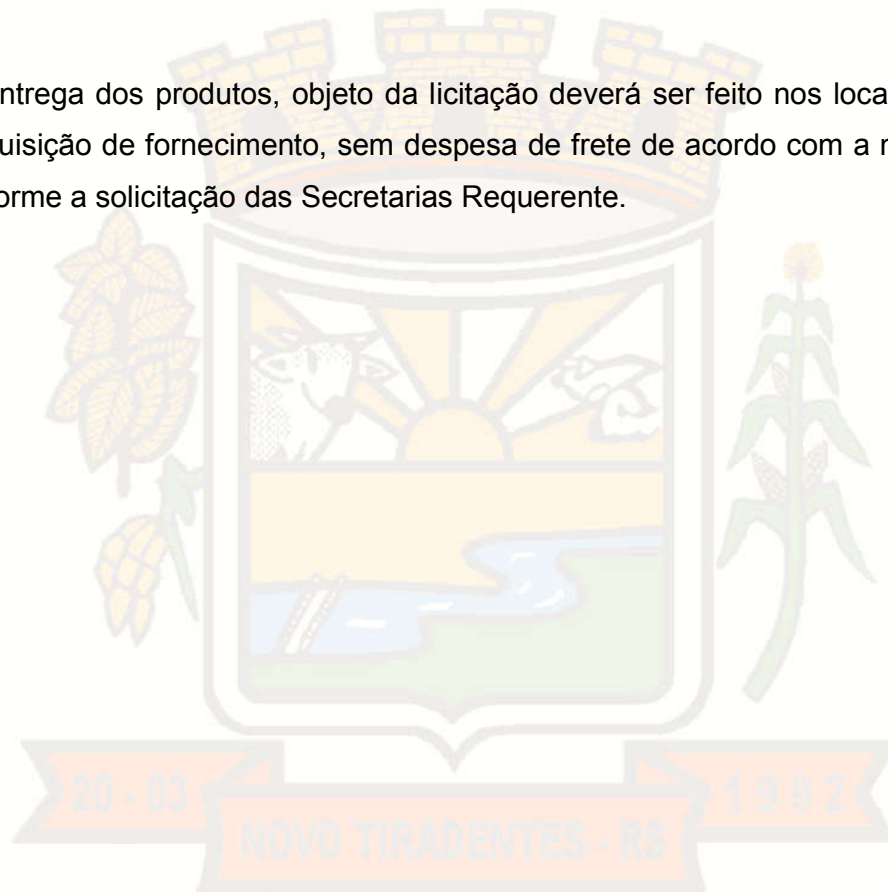 ntrega dos produtos, objeto da licitação deverá ser feito nos loca
uisição de fornecimento, sem despesa de frete de acordo com a
orme a solicitação das Secretarias Requerente.
20 - 03
1992
NOVO TIRADENTES - RS